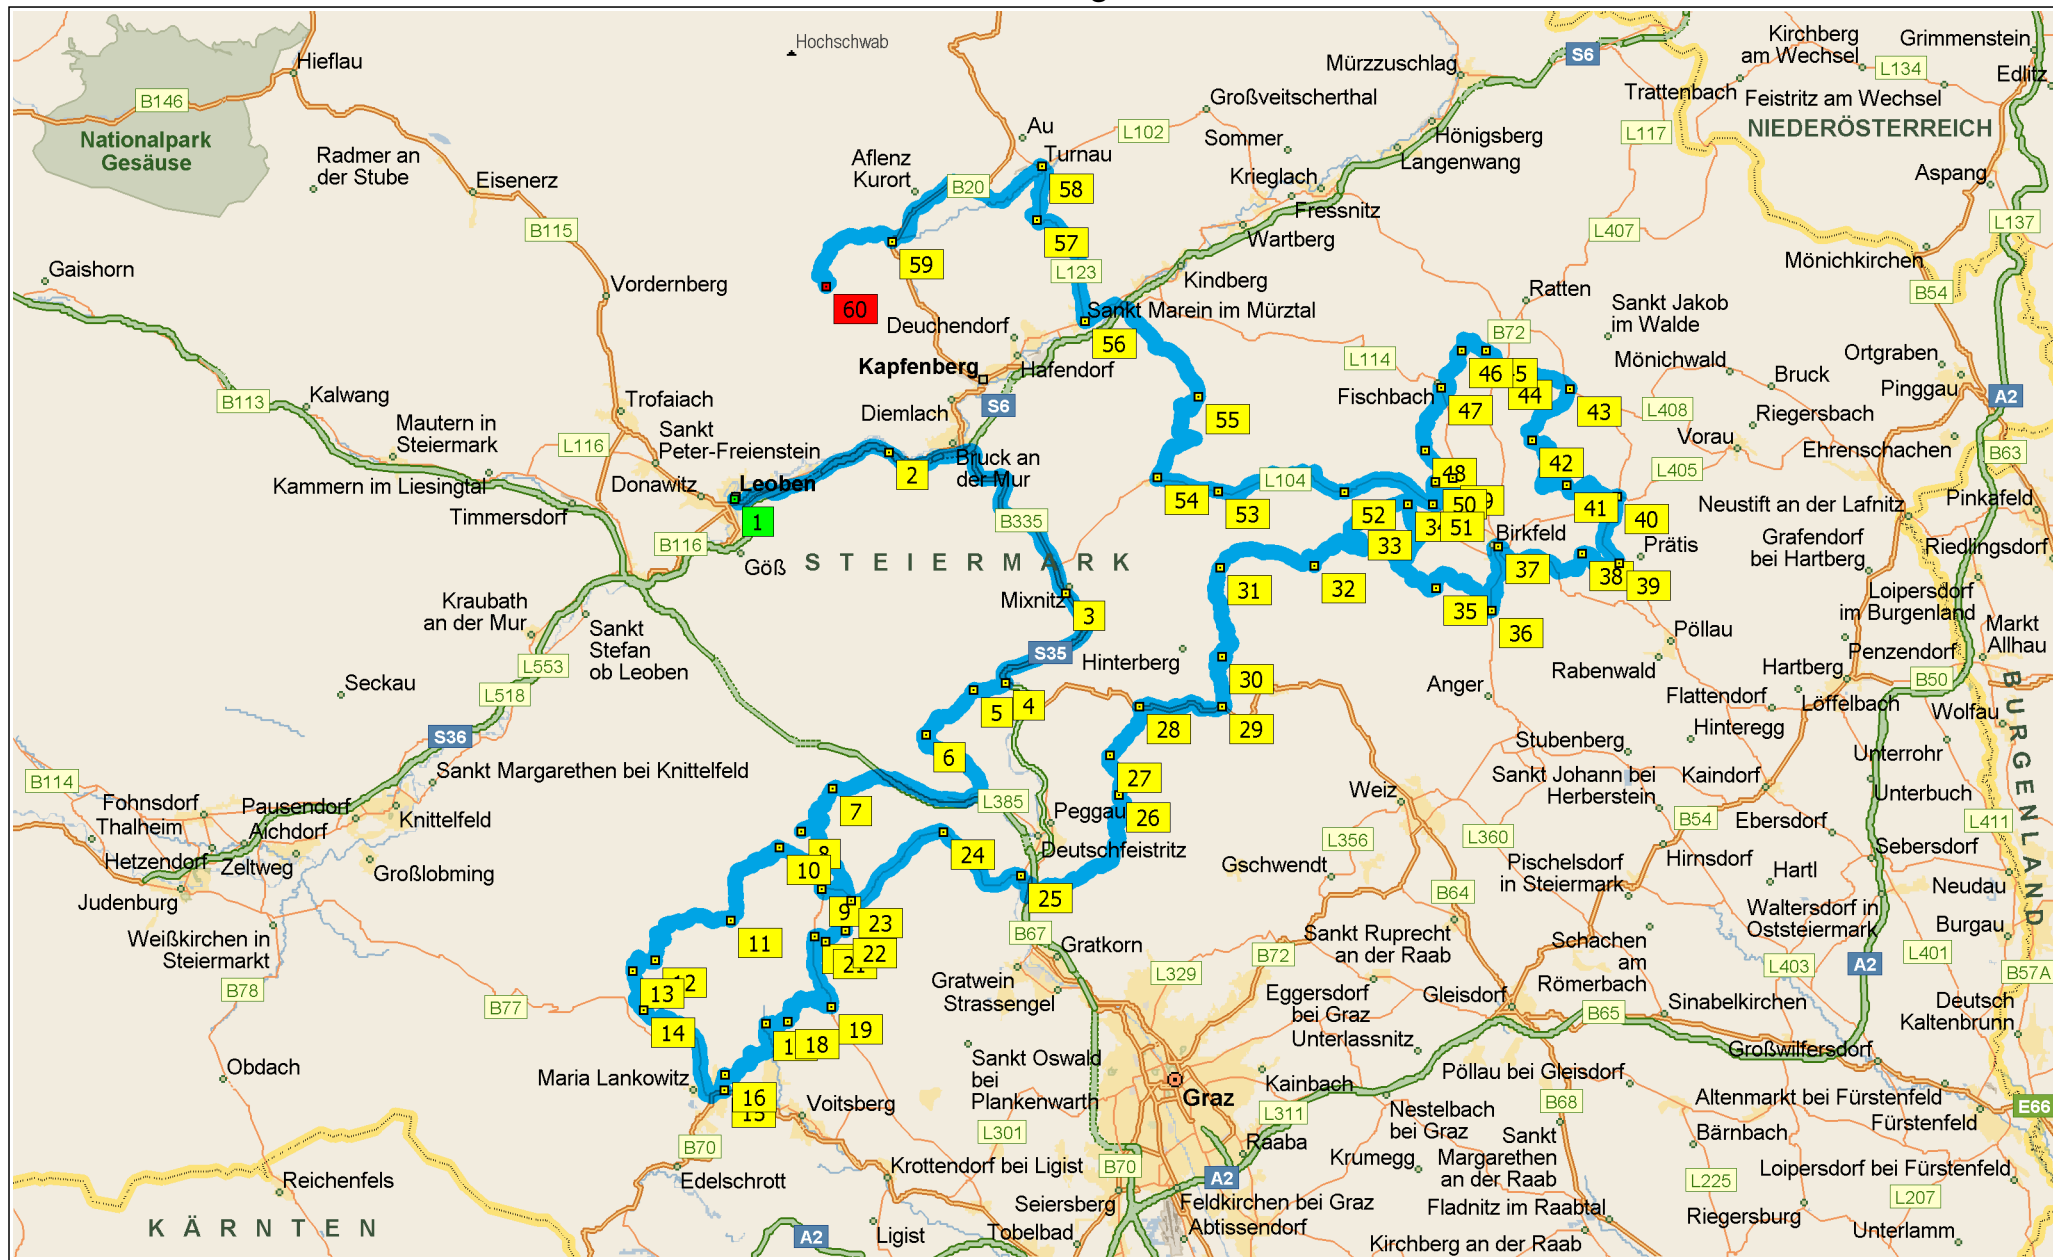 Hochschwab
Kirchberg
am Wechsel
Grimmenstein
Hieflau
S6
Mürzzuschlag
L134
Edlitz
B146
Großveitscherthal
Trattenbach
Feistritz am Wechsel
Nationalpark
Gesäuse
Au
L102
Sommer
Hönigsberg
L117
NIEDERÖSTERREICH
Radmer an
der Stube
Aflenz
Kurort
Turnau
Langenwang
Eisenerz
B20
58
Krieglach
Aspang
Fressnitz
L137
B115
57
Wartberg
L407
Gaishorn
59
L123
Mönichkirchen
Vordernberg
Kindberg
Ratten
B54
60
Sankt Marein im Mürztal
Sankt Jakob
im Walde
Deuchendorf
56
B72
Kapfenberg
Hafendorf
L114
Mönichwald
Ortgraben
46
5
44
43
Bruck
Pinggau
B113
Kalwang
Trofaiach
Diemlach
S6
55
Fischbach
47
L408
Riegersbach
A2
Mautern in
Steiermark
L116
Sankt
Peter-Freienstein
Vorau
Ehrenschachen
B63
2
Bruck an
der Mur
48
42
L405
Kammern im Liesingtal
Donawitz
Leoben
54
L104
50
9
Neustift an der Lafnitz
Pinkafeld
Timmersdorf
1
B335
53
52
51
41
40
B116
33
Birkfeld
Prätis
Grafendorf
bei Hartberg
Riedlingsdorf
Göß
STEIERMARK
31
32
37
38
39
Kraubath
an der Mur
Mixnitz
3
35
36
Loipersdorf
im Burgenland
Markt
Allhau
Sankt
Stefan
ob Leoben
S35
Hinterberg
Pöllau
Penzendorf
L553
30
Rabenwald
Hartberg
B50
Seckau
L518
5
4
Anger
Flattendorf
Löffelbach
BURGENLAND
28
29
Hinteregg
Wolfau
S36
6
Stubenberg
Unterrohr
B114
Sankt Margarethen bei Knittelfeld
27
Sankt Johann bei
Herberstein
Kaindorf
Fohnsdorf
Pausendorf
7
L385
Peggau
Weiz
Unterbuch
Thalheim
Aichdorf
Knittelfeld
26
B54
Ebersdorf
L411
Hetzendorf
Zeltweg
8
24
Deutschfeistritz
L356
L360
Hirnsdorf
Sebersdorf
Großlobming
10
Gschwendt
Pischelsdorf
in Steiermark
Hartl
Neudau
Judenburg
9
23
25
B64
Waltersdorf in
Oststeiermark
Burgau
Weißkirchen in
Steiermarkt
11
22
B67
Gratkorn
Sankt Ruprecht
an der Raab
Schachen
am
Römerbach
L401
21
B72
A2
B57A
B78
13
2
Gratwein
Strassengel
L329
L403
B77
Eggersdorf
bei Graz
Gleisdorf
Sinabelkirchen
Deutsch
Kaltenbrunn
14
19
B65
Obdach
18
Sankt Oswald
bei
Plankenwarth
Unterlassnitz
Großwilfersdorf
Maria Lankowitz
16
15
Voitsberg
Graz
Kainbach
Pöllau bei Gleisdorf
Altenmarkt bei Fürstenfeld
E66
L311
Nestelbach
bei Graz
B68
Bärnbach
Fürstenfeld
B70
L301
Raaba
Sankt
Margarethen
an der Raab
Reichenfels
Edelschrott
Krottendorf bei Ligist
B70
Krumegg
L225
Loipersdorf bei Fürstenfeld
Seiersberg
A2
Feldkirchen bei Graz
Fladnitz im Raabtal
L207
KÄRNTEN
A2
Ligist
Tobelbad
Abtissendorf
Kirchberg an der Raab
Riegersburg
Unterlamm